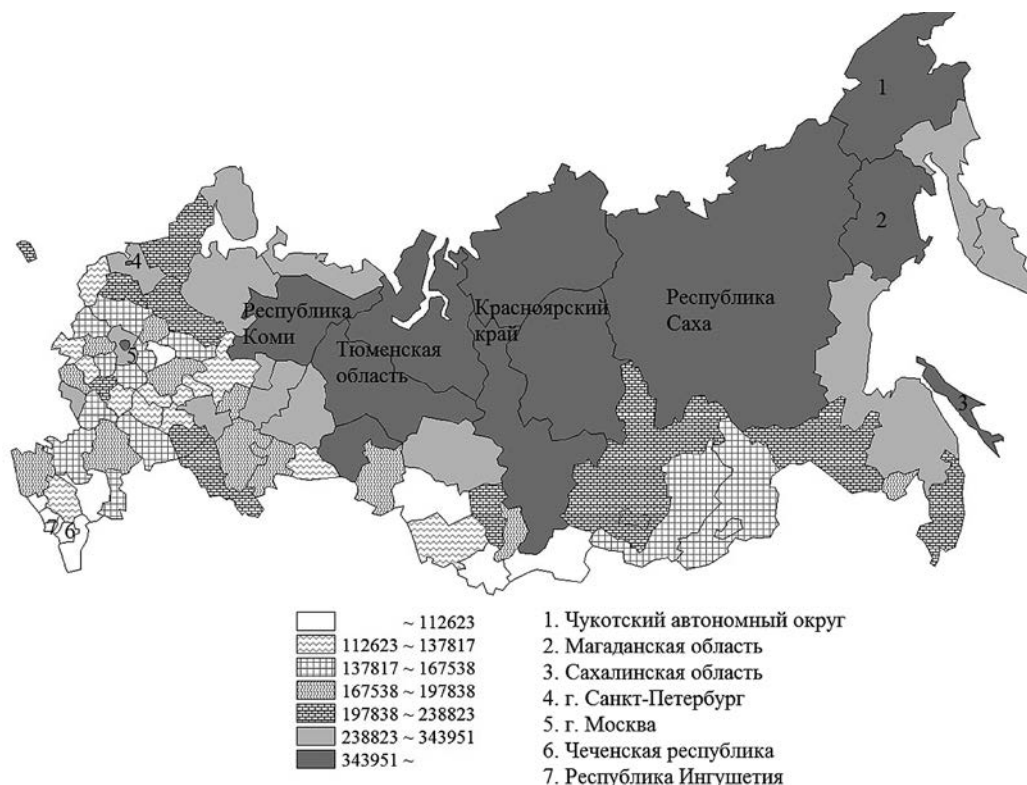 1
2
3
4
5
6
7
Республика
Коми
Тюменская
область
Красноярский
край
Республика
Саха
~ 112623
112623 ~ 137817
137817 ~ 167538
167538 ~ 197838
197838 ~ 238823
238823 ~ 343951
343951 ~
1. Чукотский автономный округ
2. Магаданская область
3. Сахалинская область
4. г. Санкт-Петербург
5. г. Москва
6. Чеченская республика
7. Республика Ингушетия